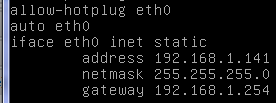 allow-hotplug eth0
auto eth0
iface eth0 inet static
address 192.168.1.141
netmask 255.255.255.0
gateway 192.168.1.254